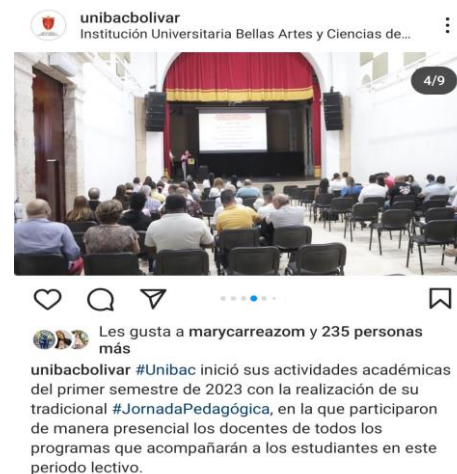 unibacbolivar
Institución Universitaria Bellas Artes y Ciencias de...
4/9
Les gusta a marycarreazom y 235 personas
más
unibacbolivar #Unibac inició sus actividades académicas
del primer semestre de 2023 con la realización de su
tradicional #JornadaPedagógica, en la que participaron
de manera presencial los docentes de todos los
programas que acompañarán a los estudiantes en este
periodo lectivo.